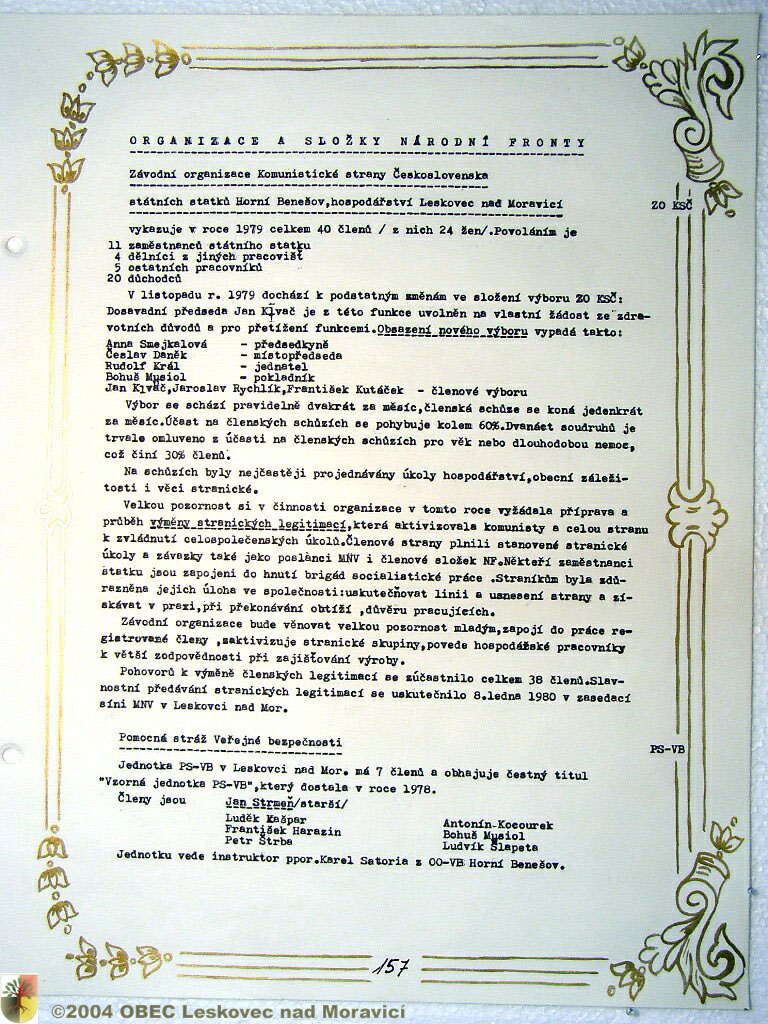 ORGANIZACE A SLOŽKY NÁRODNÍ FRONTY
Závodní organizace Komunistické strany Československa
státních statků Horní Benešov,hospodářství Leskovec nad Moravicí
ZO KSČ
vykazuje v roce 1979 celkem 40 členů / z nich 24 žen/.Povoláním je
11 zaměstnanců státního statku
4 dělníci z jiných pracovišť
5 ostatních pracovníků
20 důchodců
V listopadu r. 1979 dochází k podstatným změnám ve složení výboru ZO KSČ:
Dosavadní předseda Jan Kĺvač je z této funkce uvolněn na vlastní žádost ze zdra-
votních důvodů a pro přetížení funkcemi.Obsazení nového výboru vypadá takto:
Anna Smejkalová - předsedkyně
Česlav Daněk - místopředseda
Rudolf Král - jednatel
Bohuš Mysiol - pokladník
Jan Klvač,Jaroslav Rychlík,František Kutáček - členové výboru
Výbor se schází pravidelně dvakrát za měsíc,členská schůze se koná jedenkrát
za měsíc.Účast na členských schůzích se pohybuje kolem 60%.Dvanáct soudruhů je
trvale omluveno z účasti na členských schůzích pro věk nebo dlouhodobou nemoc,
což činí 30% členů.
Na schůzích byly nejčastěji projednávány úkoly hospodářství,obecní záleži-
tosti i věci stranické.
Velkou pozornost si v činnosti organizace v tomto roce vyžádala příprava a
průběh výměny stranických legitimací,která aktivizovala komunisty a celou stranu
k zvládnutí celospolečenských úkolů.Členové strany plnili stanovené stranické
úkoly a závazky také jako poslanci MNV i členové složek NF.Někteří zaměstnanci
statku jsou zapojeni do hnutí brigád socialistické práce .Straníkům byla zdů-
razněna jejich úloha ve společnosti:uskutečňovat linii a usnesení strany a zí-
skávat v praxi,při překonávání obtíží ,důvěru pracujících.
Závodní organizace bude věnovat velkou pozornost mladým,zapojí do práce re-
gistrované členy ,zaktivizuje stranické skupiny,povede hospodářské pracovníky
k větší zodpovědnosti při zajišťování výroby.
Pohovorů k výměně členských legitimací se zúčastnilo celkem 38 členů.Slav-
nostní předávání stranických legitimací se uskutečnilo 8.ledna 1980 v zasedací
síni MNV v Leskovci nad Mor.
Pomocná stráž Veřejné bezpečnosti
PS-VB
Jednotka PS-VB v Leskovci nad Mor. má 7 členů a obhajuje čestný titul
"Vzorná jednotka PS-VB",který dostala v roce 1978.
Členy jsou Jan Strmeň/starší/
Luděk Kašpar Antonín Kocourek
František Harazin Bohuš Mysiol
Petr Štrba Ludvík Šlapeta
Jednotku vede instruktor ppor.Karel Satoria z OO-VB Horní Benešov.
157
©2004 OBEC Leskovec nad Moravicí